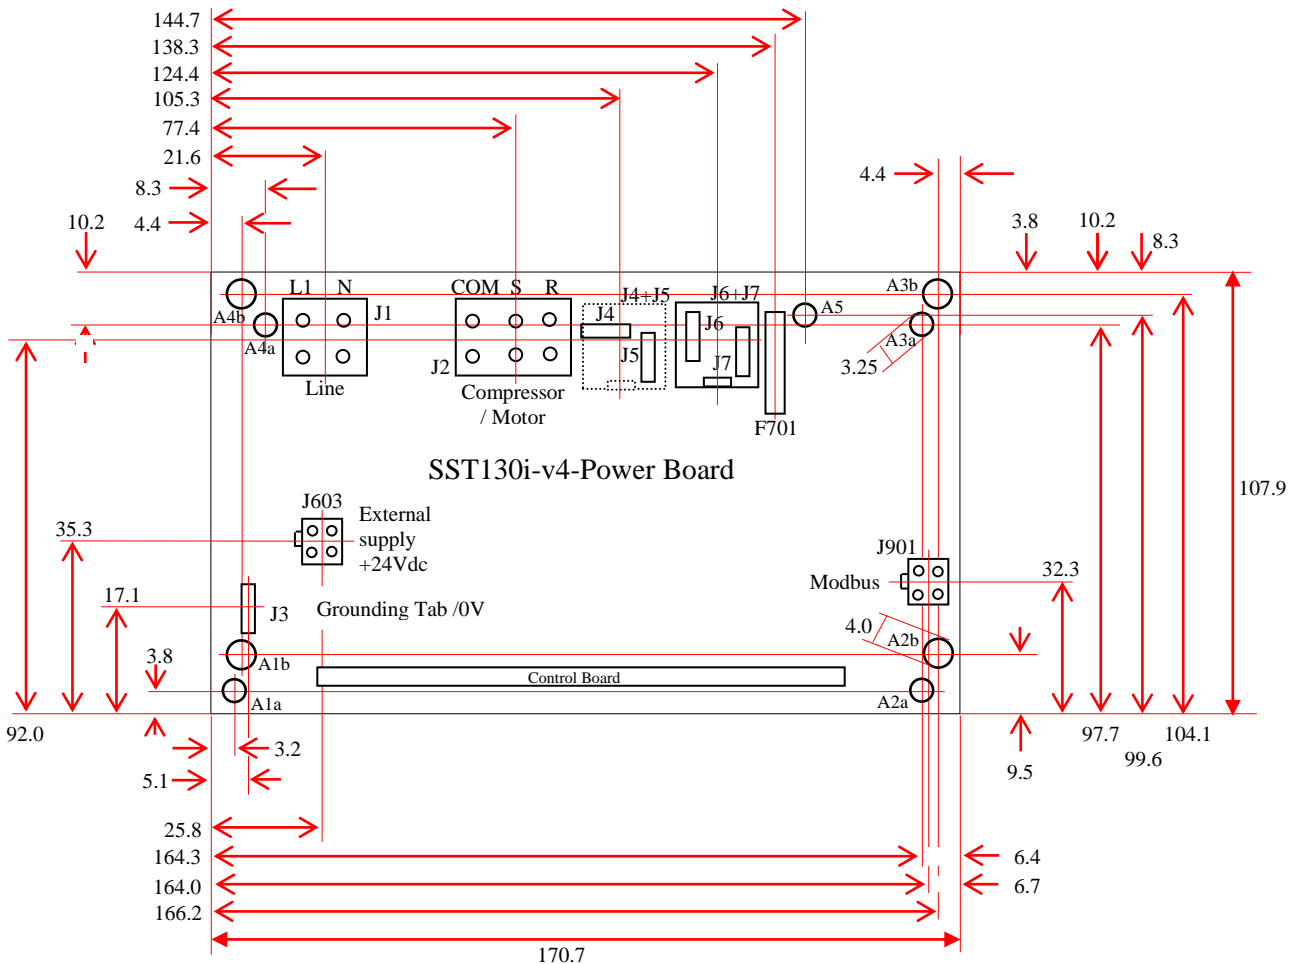 144.7
138.3
124.4
105.3
77.4
21.6
8.3
4.4
4.4
10.2
3.8
10.2
8.3
L1 N
COM S R
J4+J5
J6+J7
A3b
A4b
J1
J4
J6
A5
A4a
A3a
J2
J5
J7
3.25
Line
Compressor
/ Motor
F701
SST130i-v4-Power Board
107.9
J603
External
supply
+24Vdc
35.3
J901
Modbus
32.3
17.1
J3
Grounding Tab /0V
4.0
A2b
3.8
A1b
Control Board
A1a
A2a
92.0
3.2
97.7
104.1
99.6
9.5
5.1
25.8
164.3
6.4
164.0
6.7
166.2
170.7